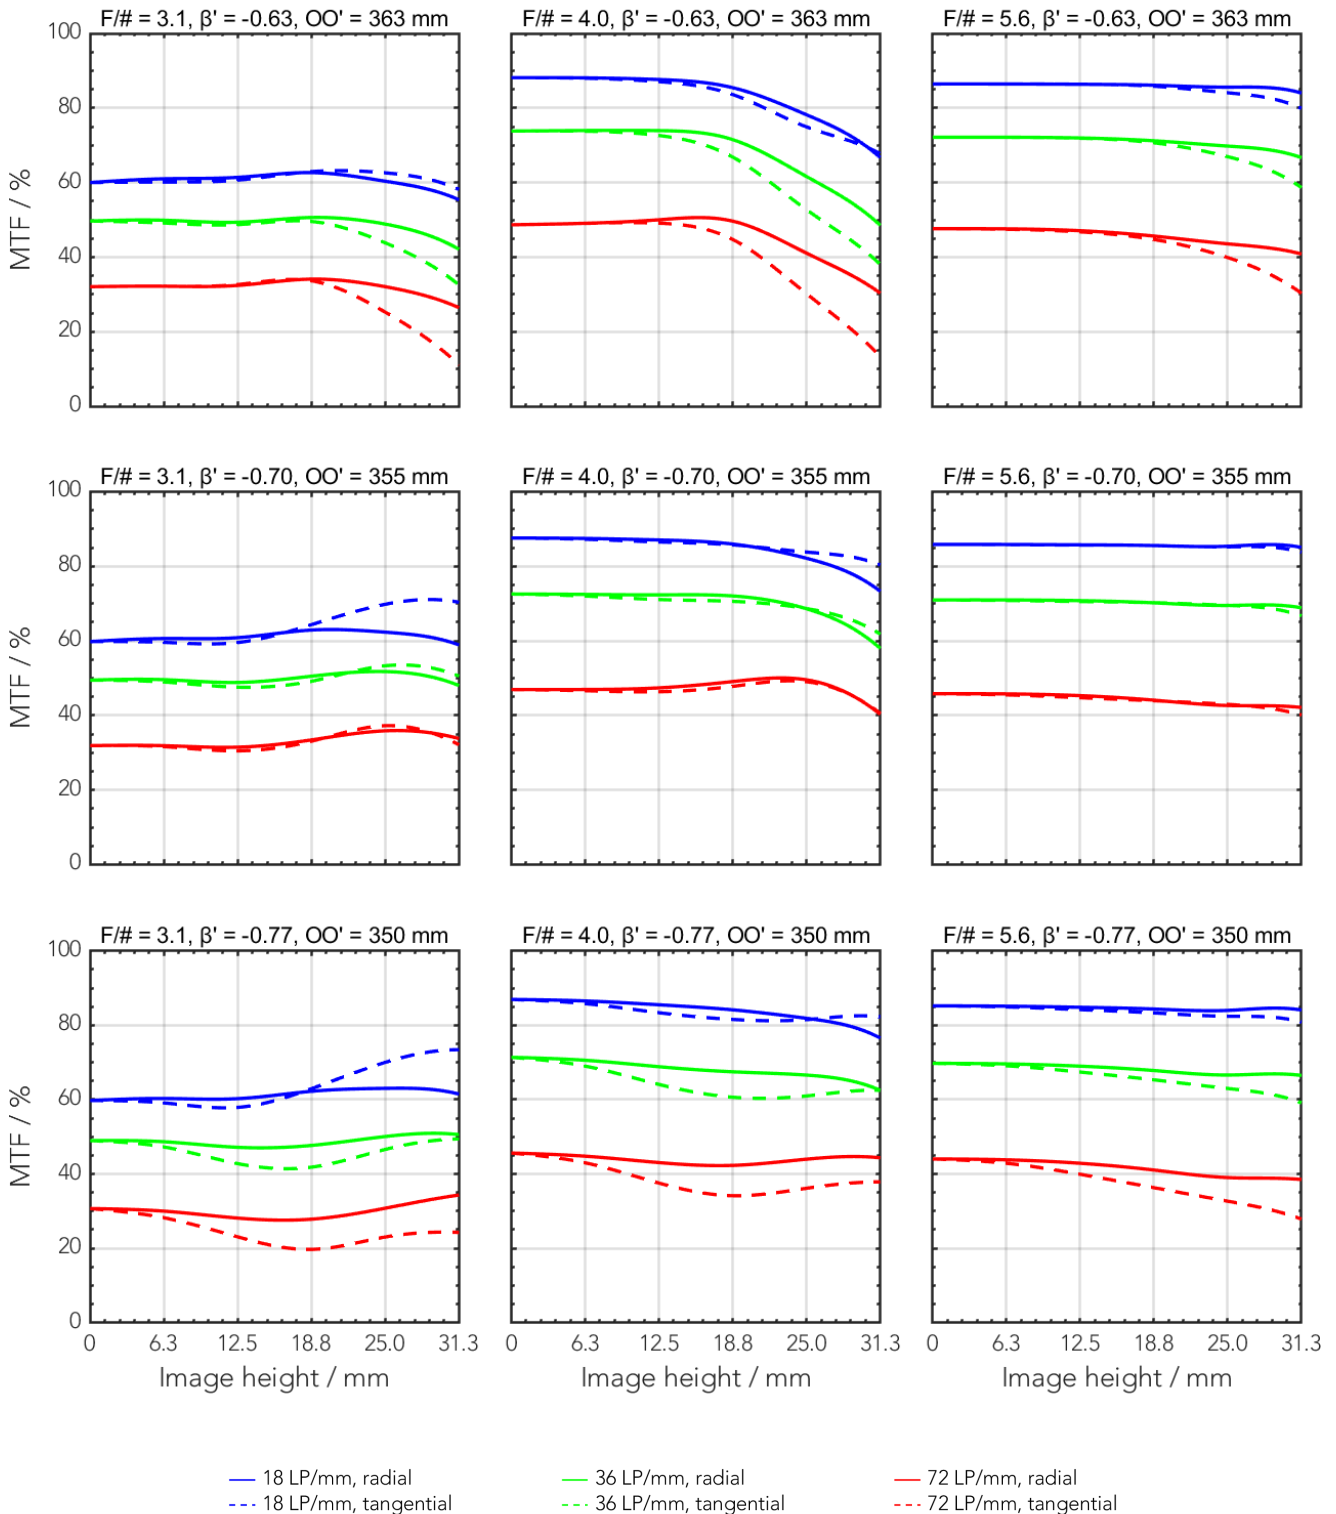 F/# = 3.1, β' = -0.63, OO' = 363 mm
F/# = 4.0, β' = -0.63, OO' = 363 mm
F/# = 5.6, β' = -0.63, OO' = 363 mm
100
80
60
40
20
0
MTF / %
F/# = 3.1, β' = -0.70, OO' = 355 mm
F/# = 4.0, β' = -0.70, OO' = 355 mm
F/# = 5.6, β' = -0.70, OO' = 355 mm
100
80
60
40
20
0
MTF / %
F/# = 3.1, β' = -0.77, OO' = 350 mm
F/# = 4.0, β' = -0.77, OO' = 350 mm
F/# = 5.6, β' = -0.77, OO' = 350 mm
100
80
60
40
20
0
MTF / %
0 6.3 12.5 18.8 25.0 31.3
0 6.3 12.5 18.8 25.0 31.3
0 6.3 12.5 18.8 25.0 31.3
Image height / mm
Image height / mm
Image height / mm
18 LP/mm, radial
36 LP/mm, radial
72 LP/mm, radial
18 LP/mm, tangential
36 LP/mm, tangential
72 LP/mm, tangential